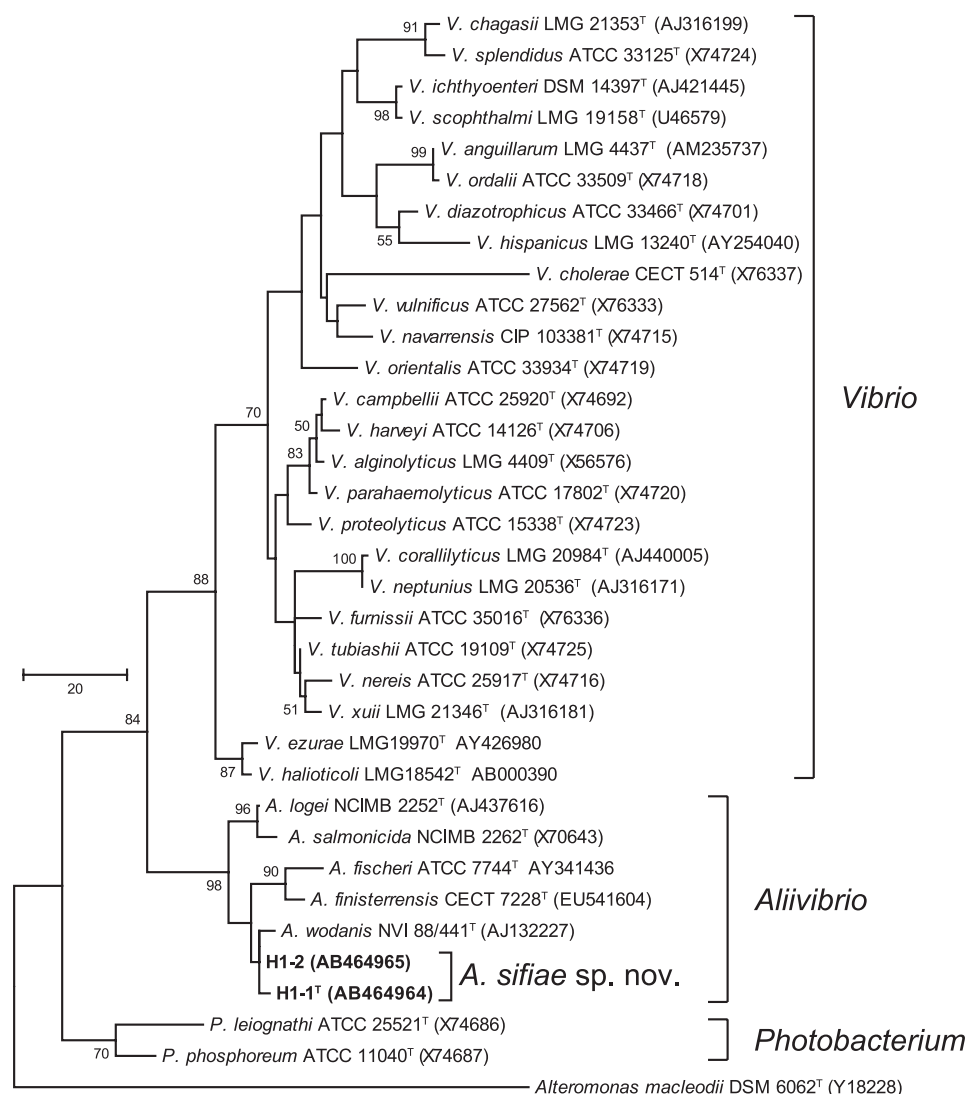 91
V. chagasii LMG 21353ᵀ (AJ316199)
V. splendidus ATCC 33125ᵀ (X74724)
V. ichthyoenteri DSM 14397ᵀ (AJ421445)
98
V. scophthalmi LMG 19158ᵀ (U46579)
99
V. anguillarum LMG 4437ᵀ (AM235737)
V. ordalii ATCC 33509ᵀ (X74718)
V. diazotrophicus ATCC 33466ᵀ (X74701)
55
V. hispanicus LMG 13240ᵀ (AY254040)
V. cholerae CECT 514ᵀ (X76337)
V. vulnificus ATCC 27562ᵀ (X76333)
V. navarrensis CIP 103381ᵀ (X74715)
V. orientalis ATCC 33934ᵀ (X74719)
Vibrio
70
V. campbellii ATCC 25920ᵀ (X74692)
50
V. harveyi ATCC 14126ᵀ (X74706)
83
V. alginolyticus LMG 4409ᵀ (X56576)
V. parahaemolyticus ATCC 17802ᵀ (X74720)
V. proteolyticus ATCC 15338ᵀ (X74723)
100
V. corallilyticus LMG 20984ᵀ (AJ440005)
88
V. neptunius LMG 20536ᵀ (AJ316171)
V. furnissii ATCC 35016ᵀ (X76336)
V. tubiashii ATCC 19109ᵀ (X74725)
20
V. nereis ATCC 25917ᵀ (X74716)
51
V. xuii LMG 21346ᵀ (AJ316181)
84
V. ezurae LMG19970ᵀ AY426980
87
V. halioticoli LMG18542ᵀ AB000390
96
A. logei NCIMB 2252ᵀ (AJ437616)
A. salmonicida NCIMB 2262ᵀ (X70643)
90
A. fischeri ATCC 7744ᵀ AY341436
98
A. finisterrensis CECT 7228ᵀ (EU541604)
Aliivibrio
A. wodanis NVI 88/441ᵀ (AJ132227)
H1-2 (AB464965)
A. sifiae sp. nov.
H1-1ᵀ (AB464964)
P. leiognathi ATCC 25521ᵀ (X74686)
Photobacterium
70
P. phosphoreum ATCC 11040ᵀ (X74687)
Alteromonas macleodii DSM 6062ᵀ (Y18228)